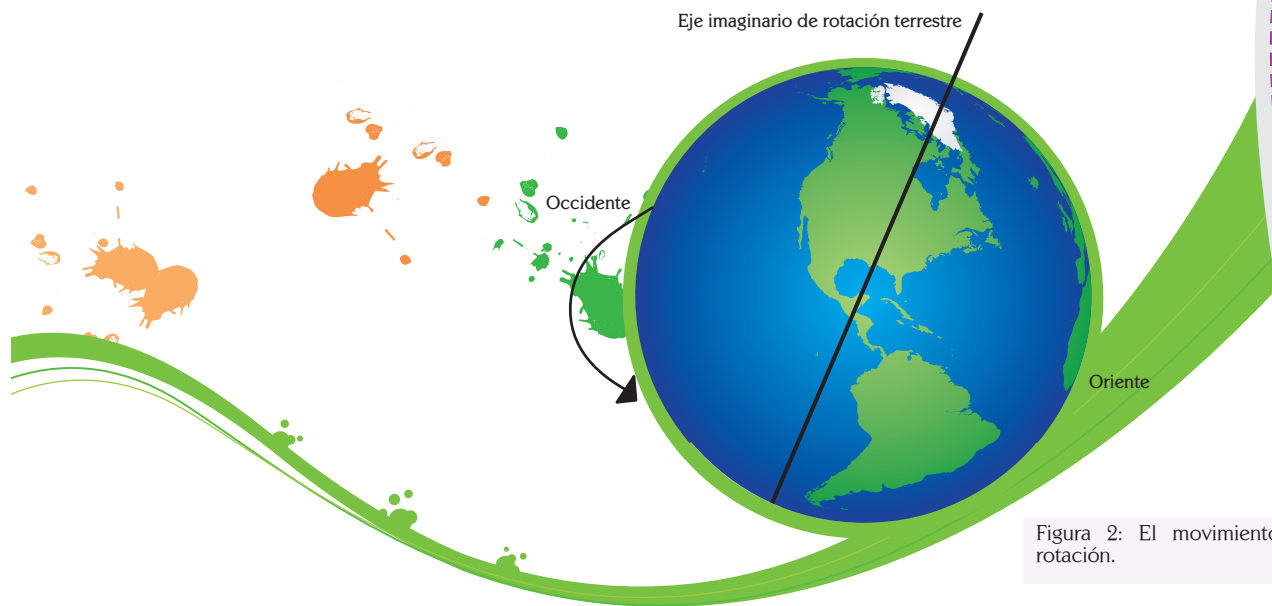 Eje imaginario de rotación terrestre
Occidente
Oriente
Figura 2: El movimiento
rotación.